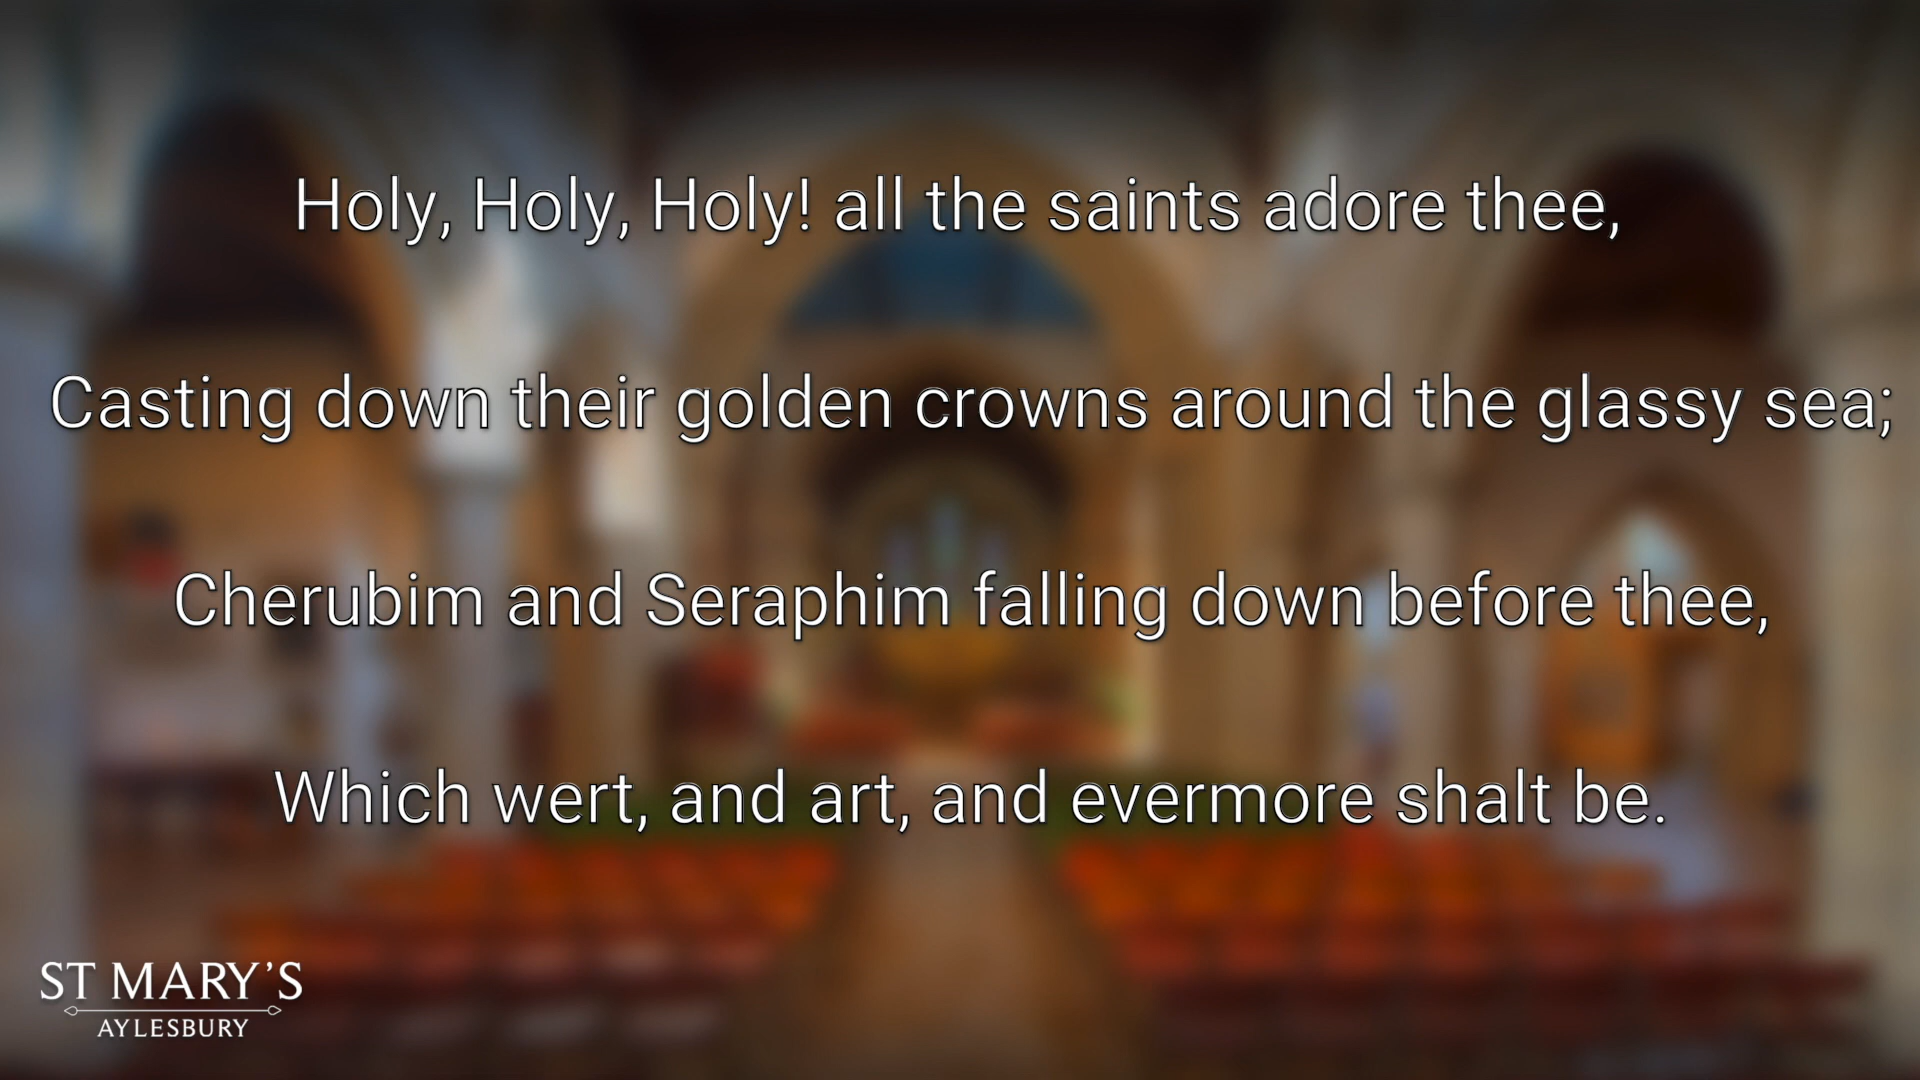 Holy, Holy, Holy! all the saints adore thee,
Casting down their golden crowns around the glassy sea;
Cherubim and Seraphim falling down before thee,
Which wert, and art, and evermore shalt be.
ST MARY'S
AYLESBURY